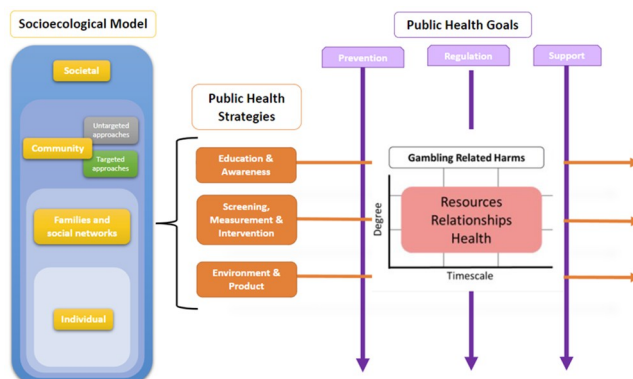 Socioecological Model
Public Health Goals
Societal
Prevention
Regulation
Support
Public Health
Strategies
Untargeted
approaches
Community
Targeted
approaches
Education &
Awareness
Gambling Related Harms
Families and
social networks
Screening,
Measurement &
Intervention
Degree
Resources
Relationships
Health
Environment &
Product
Timescale
Individual